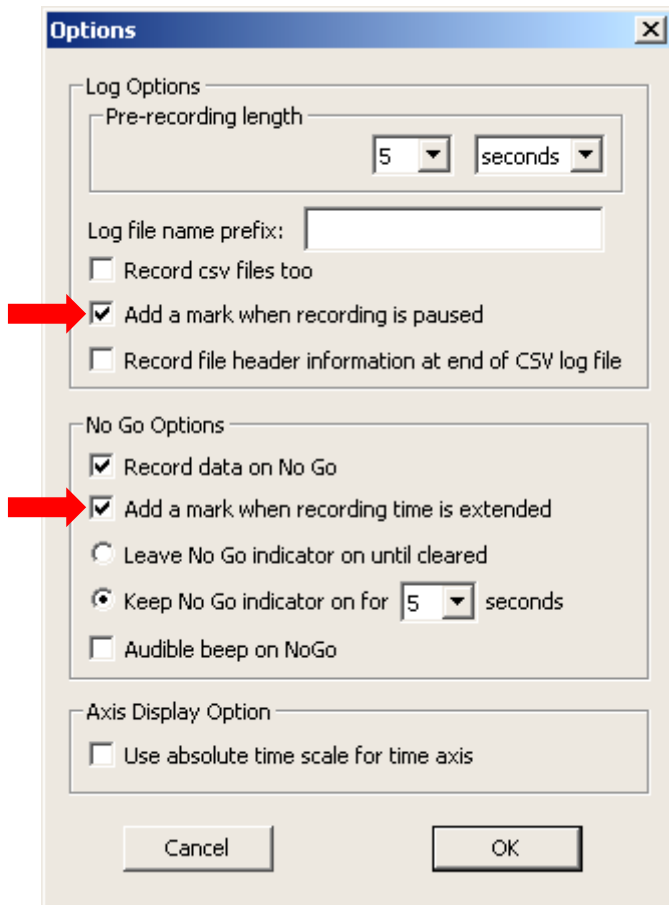 Options
Log Options
Pre-recording length
5 seconds
Log file name prefix:
Record csv files too
Add a mark when recording is paused
Record file header information at end of CSV log file
No Go Options
Record data on No Go
Add a mark when recording time is extended
Leave No Go indicator on until cleared
Keep No Go indicator on for 5 seconds
Audible beep on NoGo
Axis Display Option
Use absolute time scale for time axis
Cancel OK